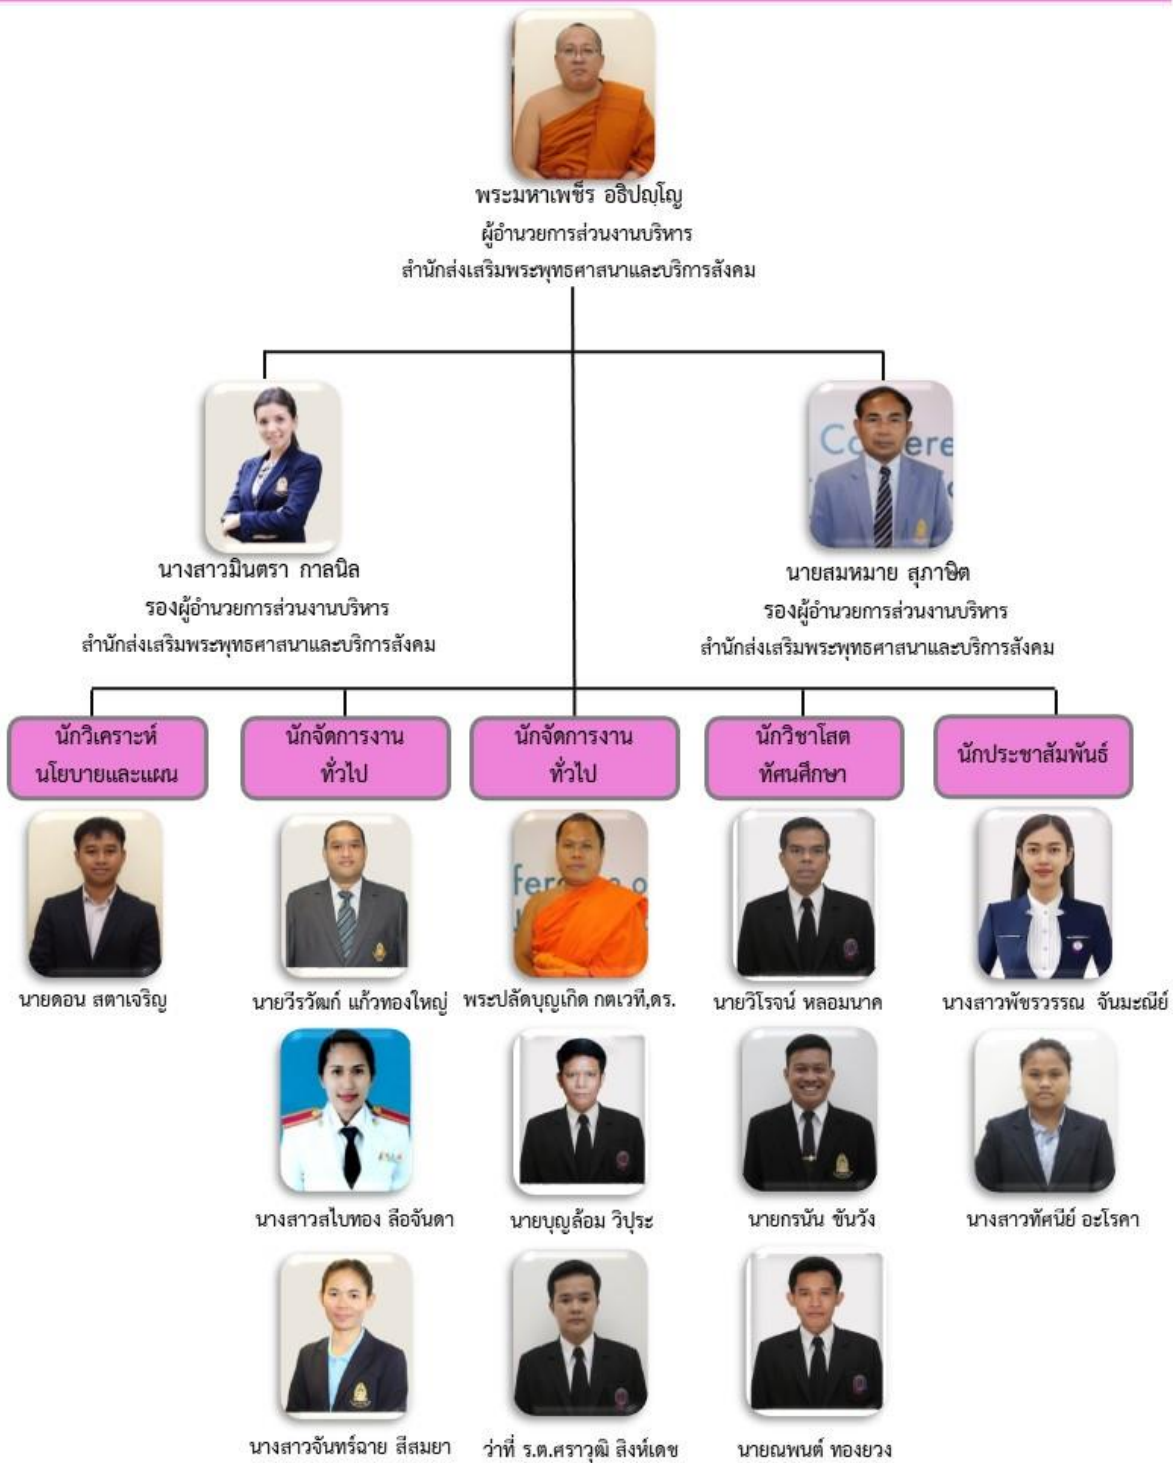 พระมหาเพชร อธิปญฺโญ
ผู้อำนวยการส่วนงานบริหาร
สำนักส่งเสริมพระพุทธศาสนาและบริการสังคม
นางสาวมินตรา กาลนิล
รองผู้อำนวยการส่วนงานบริหาร
สำนักส่งเสริมพระพุทธศาสนาและบริการสังคม
นายสมหมาย สุภาษิต
รองผู้อำนวยการส่วนงานบริหาร
สำนักส่งเสริมพระพุทธศาสนาและบริการสังคม
นักวิเคราะห์
นโยบายและแผน
นักจัดการงาน
ทั่วไป
นักจัดการงาน
ทั่วไป
นักวิชาโสต
ทัศนศึกษา
นักประชาสัมพันธ์
นายดอน สตาเจริญ
นายวีรวัฒก์ แก้วทองใหญ่
พระปลัดบุญเกิด กตเวที,ดร.
นายวิโรจน์ หลอมนาค
นางสาวพัชรวรรณ จันมะณีย์
นางสาวสไบทอง ลือจันดา
นายบุญล้อม วิปุระ
นายกรนัน ขันวัง
นางสาวทัศนีย์ อะโรคา
นางสาวจันทร์ฉาย สีสมยา
ว่าที่ ร.ต.ศราวุฒิ สิงห์เดช
นายณพนต์ ทองยวง